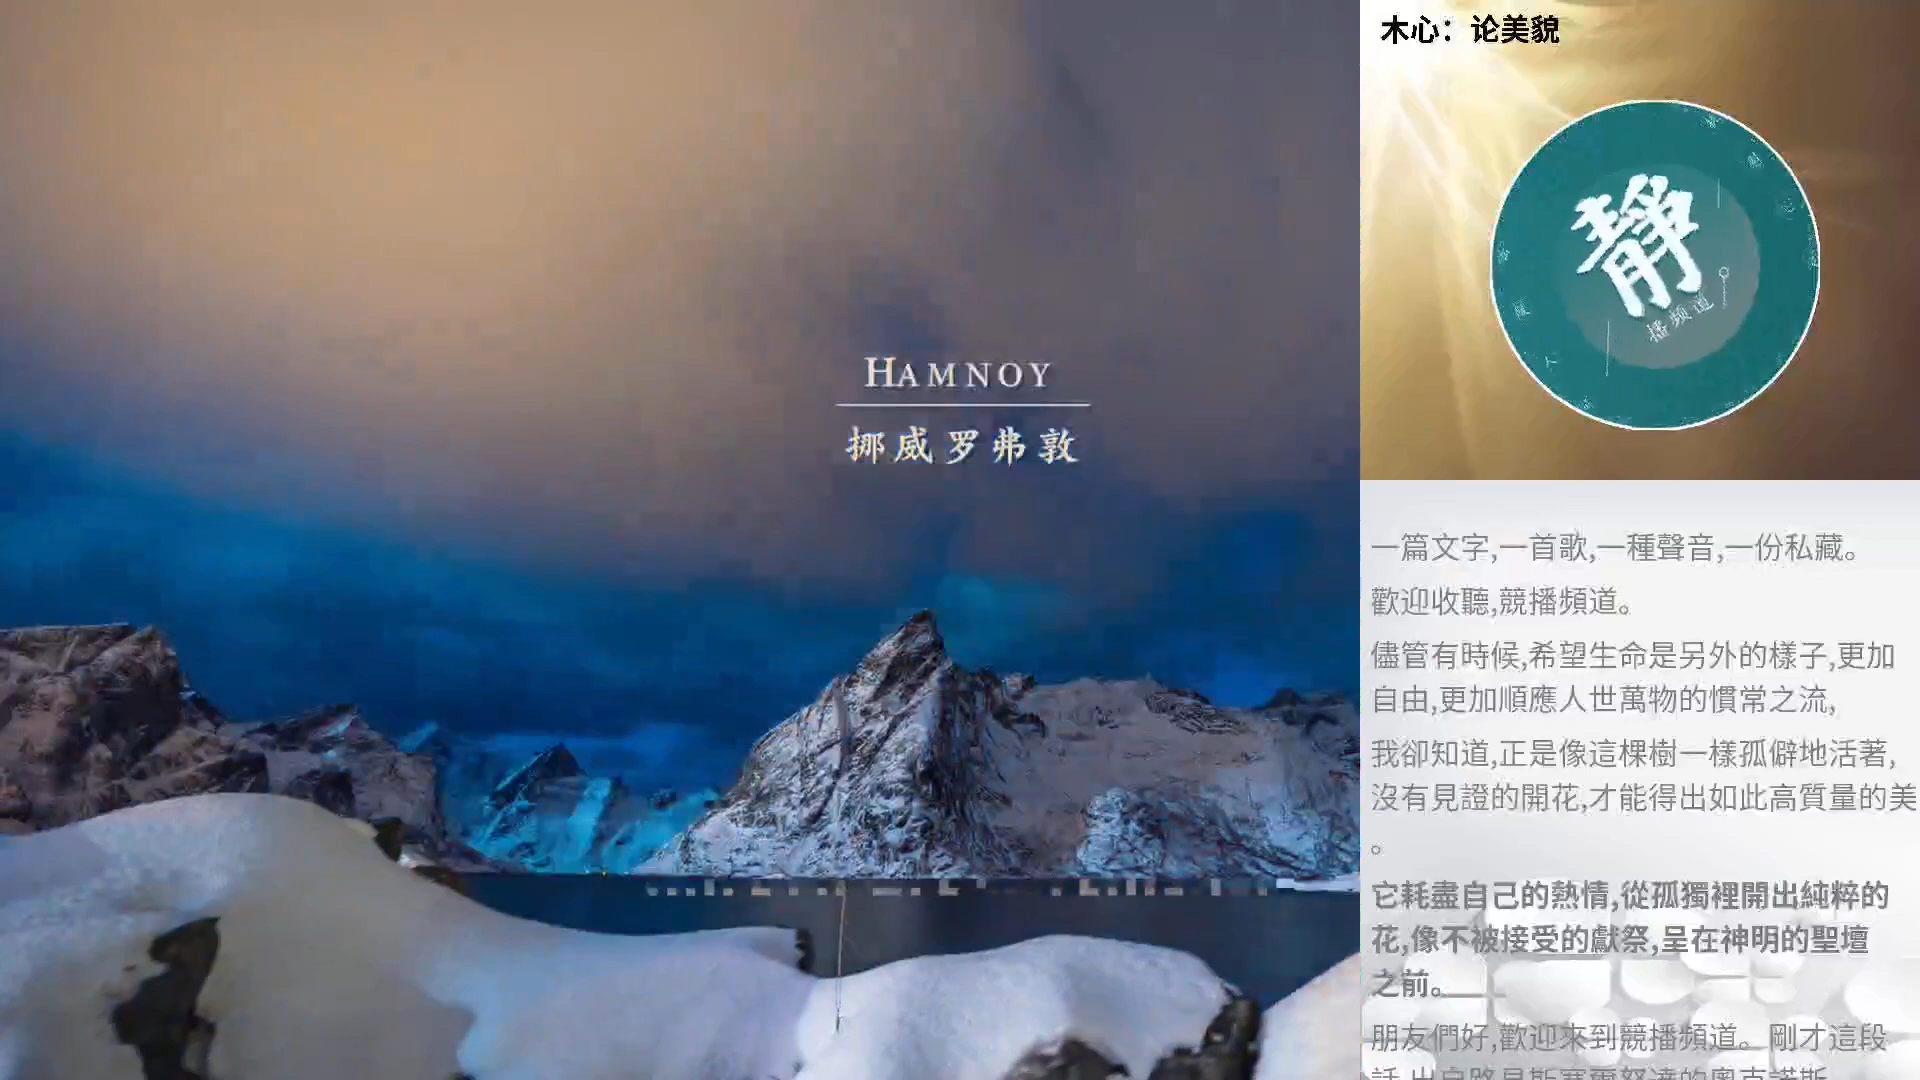 HAMNOY
挪威罗弗敦
木心：论美貌
靜
播频道
一篇文字,一首歌,一種聲音,一份私藏。
歡迎收聽,競播頻道。
儘管有時候,希望生命是另外的樣子,更加
自由,更加順應人世萬物的慣常之流,
我卻知道,正是像這棵樹一樣孤僻地活著,
沒有見證的開花,才能得出如此高質量的美
。
它耗盡自己的熱情,從孤獨裡開出純粹的
花,像不被接受的獻祭,呈在神明的聖壇
之前。
朋友們好,歡迎來到競播頻道。剛才這段